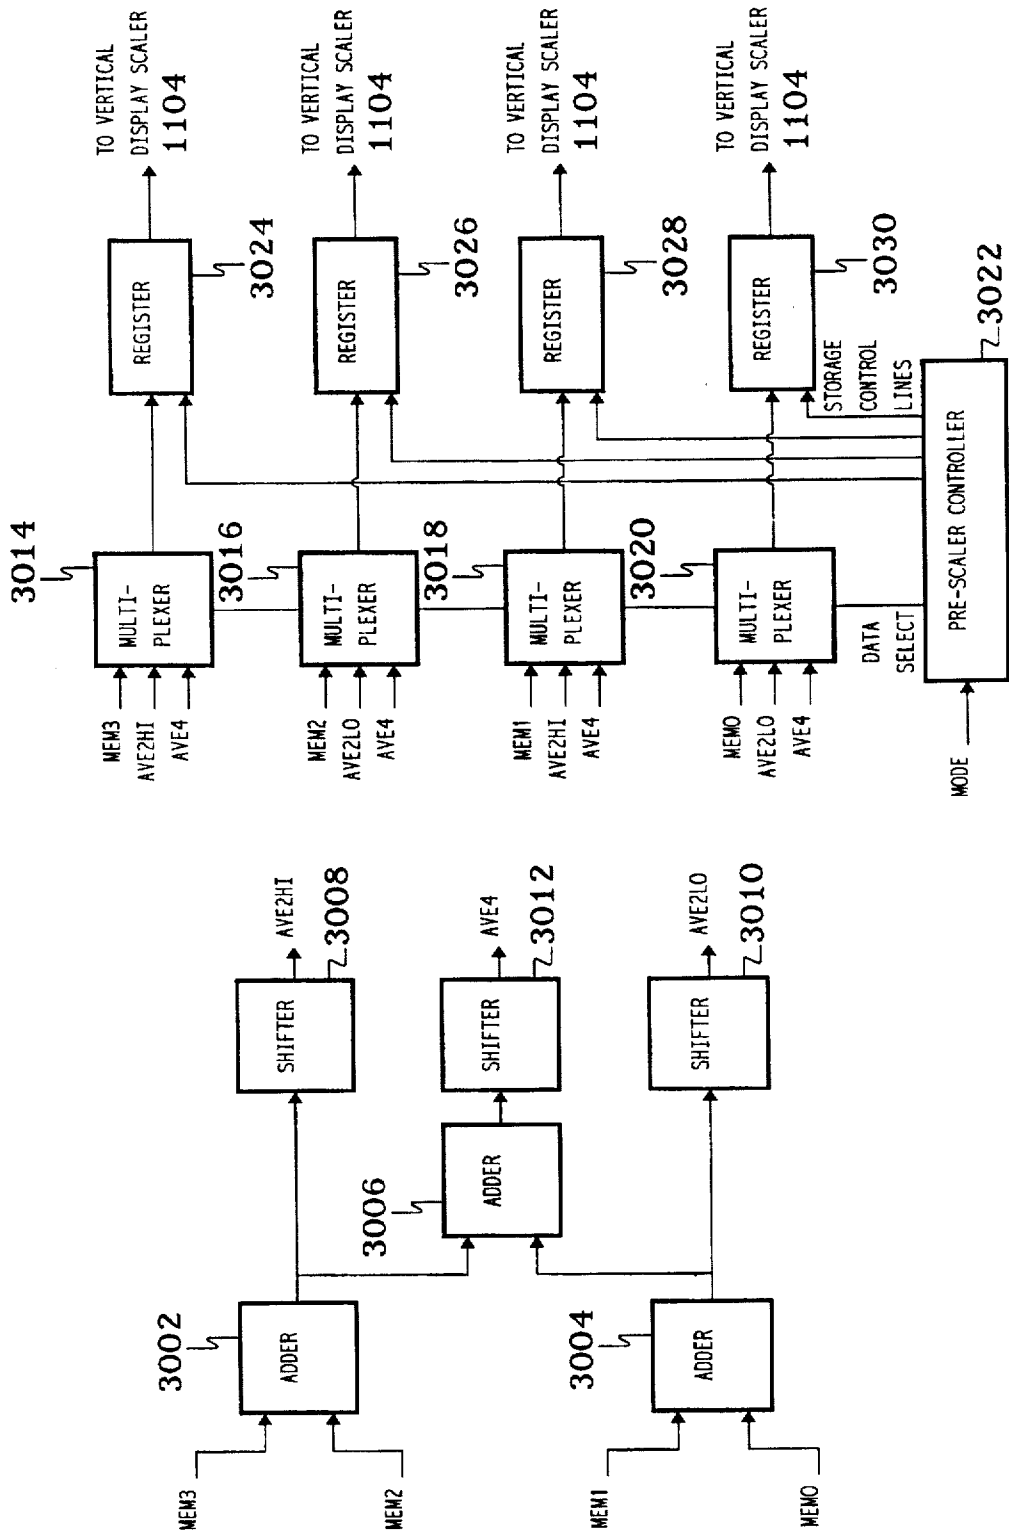 MEM3
MEM2
3002
ADDER
SHIFTER
3008
AVE2HI
3006
ADDER
SHIFTER
3012
AVE4
MEM1
MEM0
3004
ADDER
SHIFTER
3010
AVE2LO
MEM3
AVE2HI
AVE4
3014
MULTI-
PLEXER
REGISTER
3024
TO VERTICAL
DISPLAY SCALER
1104
MEM2
AVE2LO
AVE4
3016
MULTI-
PLEXER
REGISTER
3026
TO VERTICAL
DISPLAY SCALER
1104
MEM1
AVE2HI
AVE4
3018
MULTI-
PLEXER
REGISTER
3028
TO VERTICAL
DISPLAY SCALER
1104
MEM0
AVE2LO
AVE4
3020
MULTI-
PLEXER
REGISTER
3030
TO VERTICAL
DISPLAY SCALER
1104
DATA
SELECT
STORAGE
CONTROL
LINES
MODE
PRE-SCALER CONTROLLER
3022